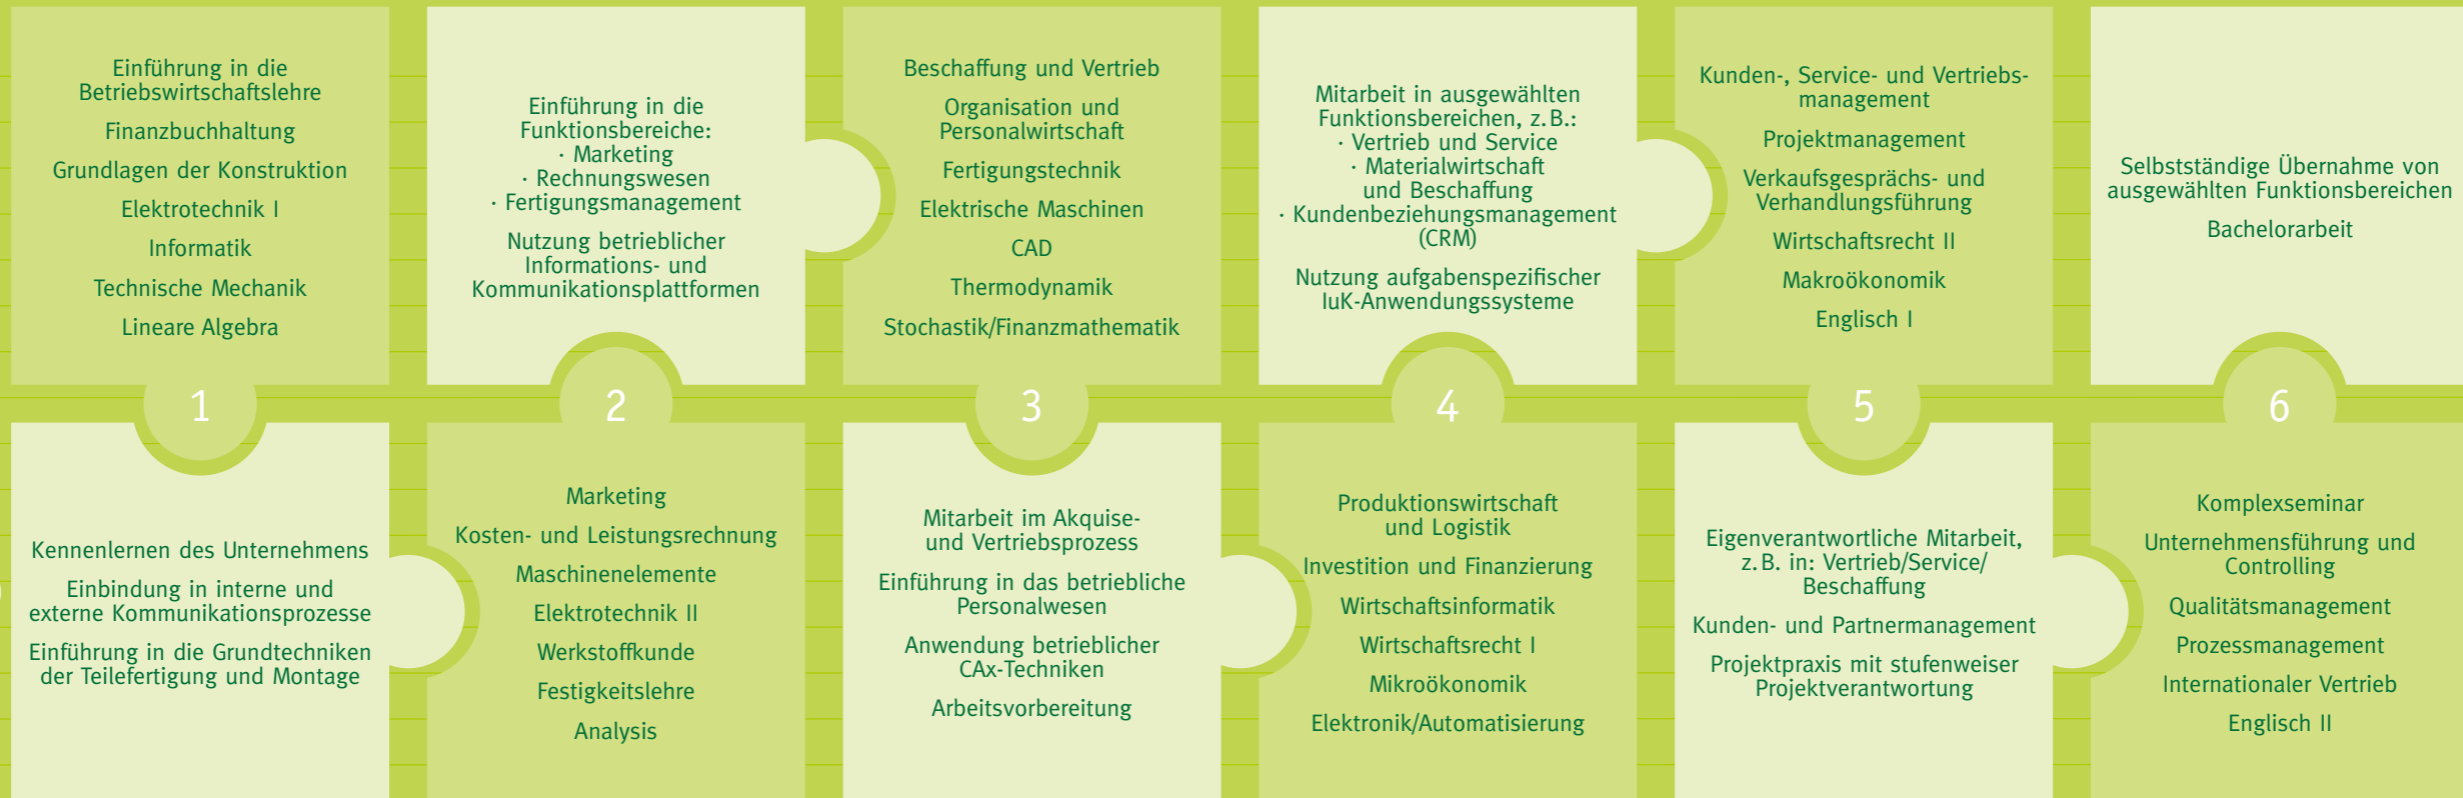 Einführung in die
Betriebswirtschaftslehre
Finanzbuchhaltung
Grundlagen der Konstruktion
Elektrotechnik I
Informatik
Technische Mechanik
Lineare Algebra
1
Kennenlernen des Unternehmens
Einbindung in interne und
externe Kommunikationsprozesse
Einführung in die Grundtechniken
der Teilefertigung und Montage
Einführung in die
Funktionsbereiche:
· Marketing
· Rechnungswesen
· Fertigungsmanagement
Nutzung betrieblicher
Informations- und
Kommunikationsplattformen
2
Marketing
Kosten- und Leistungsrechnung
Maschinenelemente
Elektrotechnik II
Werkstoffkunde
Festigkeitslehre
Analysis
Beschaffung und Vertrieb
Organisation und
Personalwirtschaft
Fertigungstechnik
Elektrische Maschinen
CAD
Thermodynamik
Stochastik/Finanzmathematik
3
Mitarbeit im Akquise-
und Vertriebsprozess
Einführung in das betriebliche
Personalwesen
Anwendung betrieblicher
CAx-Techniken
Arbeitsvorbereitung
Mitarbeit in ausgewählten
Funktionsbereichen, z. B.:
· Vertrieb und Service
· Materialwirtschaft
und Beschaffung
· Kundenbeziehungsmanagement
(CRM)
Nutzung aufgabenspezifischer
IuK-Anwendungssysteme
4
Produktionswirtschaft
und Logistik
Investition und Finanzierung
Wirtschaftsinformatik
Wirtschaftsrecht I
Mikroökonomik
Elektronik/Automatisierung
Kunden-, Service- und Vertriebs-
management
Projektmanagement
Verkaufsgesprächs- und
Verhandlungsführung
Wirtschaftsrecht II
Makroökonomik
Englisch I
5
Eigenverantwortliche Mitarbeit,
z. B. in: Vertrieb/Service/
Beschaffung
Kunden- und Partnermanagement
Projektpraxis mit stufenweiser
Projektverantwortung
Selbstständige Übernahme von
ausgewählten Funktionsbereichen
Bachelorarbeit
6
Komplexseminar
Unternehmensführung und
Controlling
Qualitätsmanagement
Prozessmanagement
Internationaler Vertrieb
Englisch II